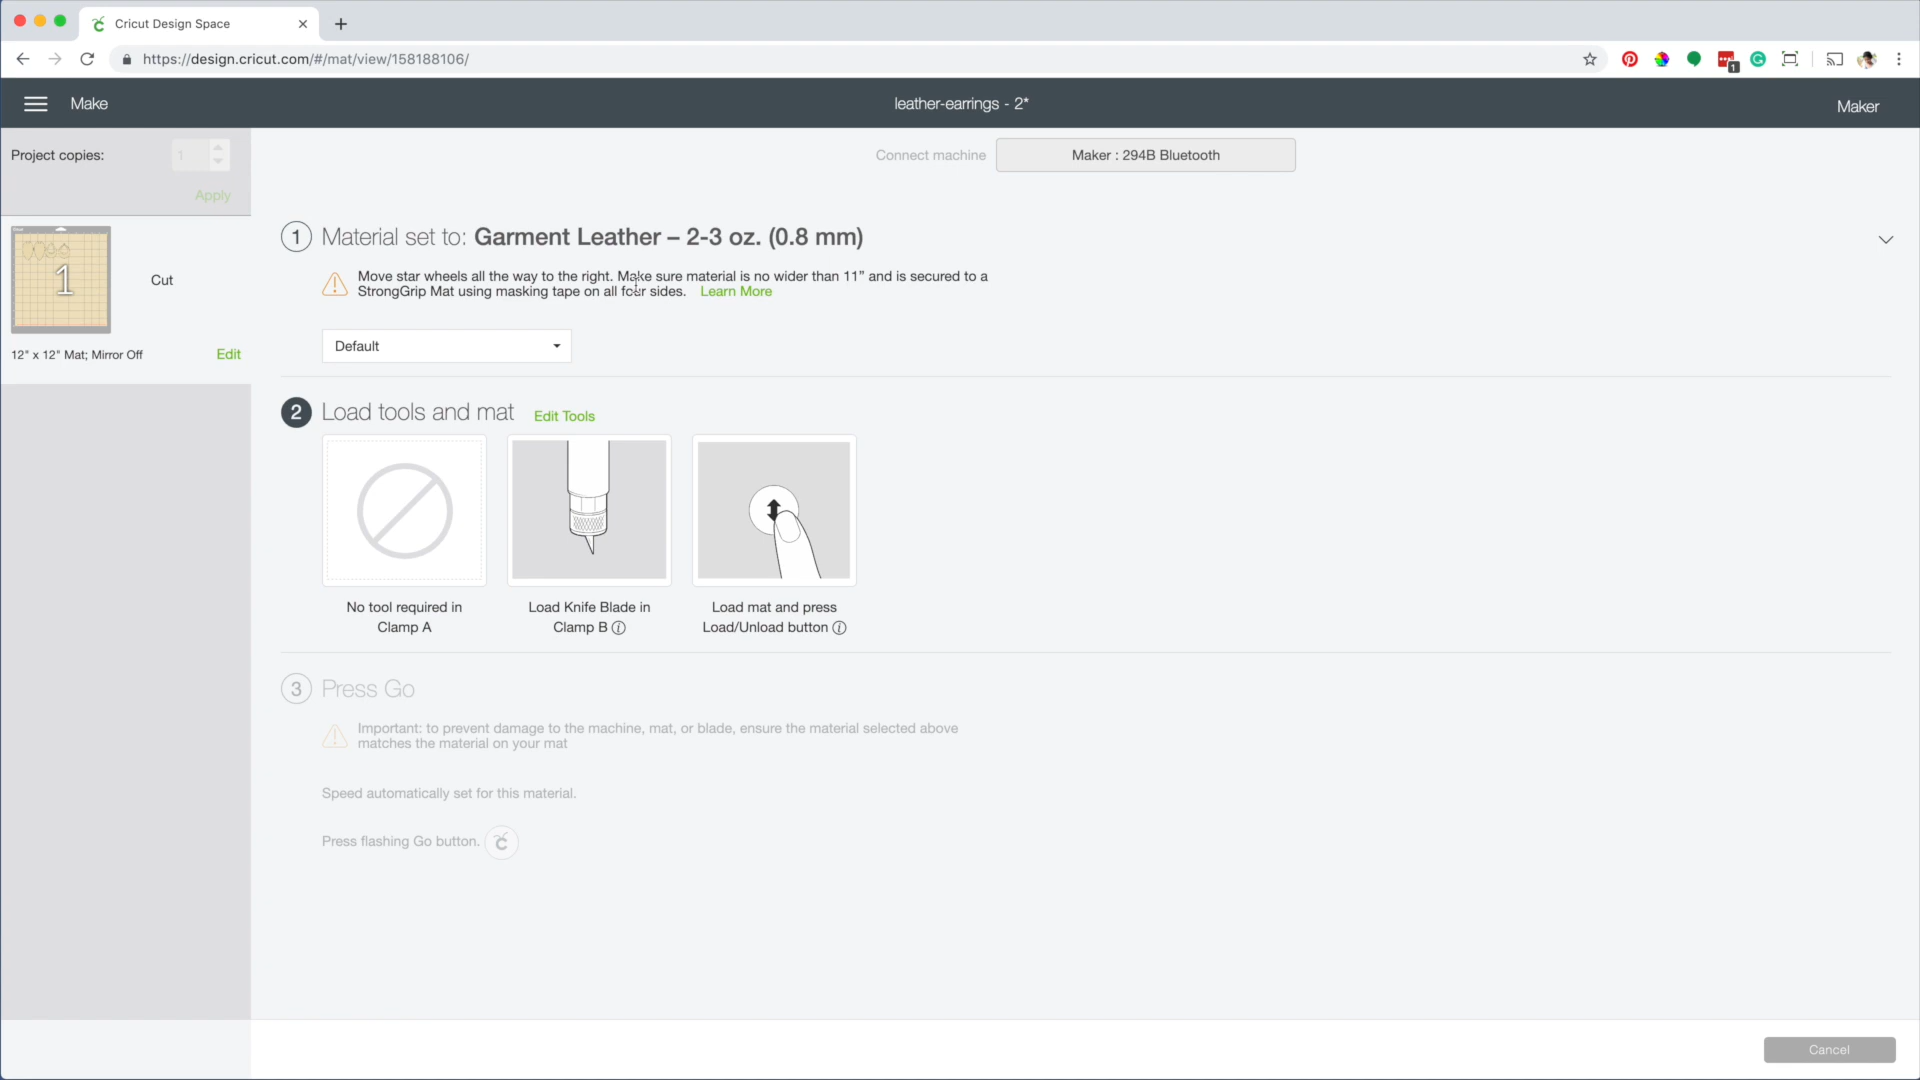 Cricut Design Space
https://design.cricut.com/#/mat/view/158188106/
1
Make
leather-earrings - 2*
Maker
Project copies:
1
Apply
Connect machine
Maker : 294B Bluetooth
1
Cut
12" x 12" Mat; Mirror Off
Edit
1 Material set to: Garment Leather – 2-3 oz. (0.8 mm)
Move star wheels all the way to the right. Make sure material is no wider than 11” and is secured to a
StrongGrip Mat using masking tape on all four sides. Learn More
Default
2 Load tools and mat Edit Tools
No tool required in
Clamp A
Load Knife Blade in
Clamp B
Load mat and press
Load/Unload button
3 Press Go
Important: to prevent damage to the machine, mat, or blade, ensure the material selected above
matches the material on your mat
Speed automatically set for this material.
Press flashing Go button.
Cancel